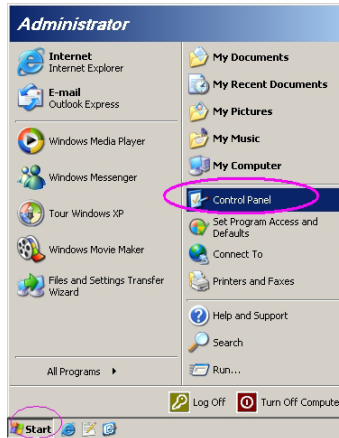 Administrator
Internet
Internet Explorer
E-mail
Outlook Express
Windows Media Player
Windows Messenger
Tour Windows XP
Windows Movie Maker
Files and Settings Transfer
Wizard
All Programs
My Documents
My Recent Documents
My Pictures
My Music
My Computer
Control Panel
Set Program Access and
Defaults
Connect To
Printers and Faxes
Help and Support
Search
Run...
Log Off
Turn Off Compute
Start